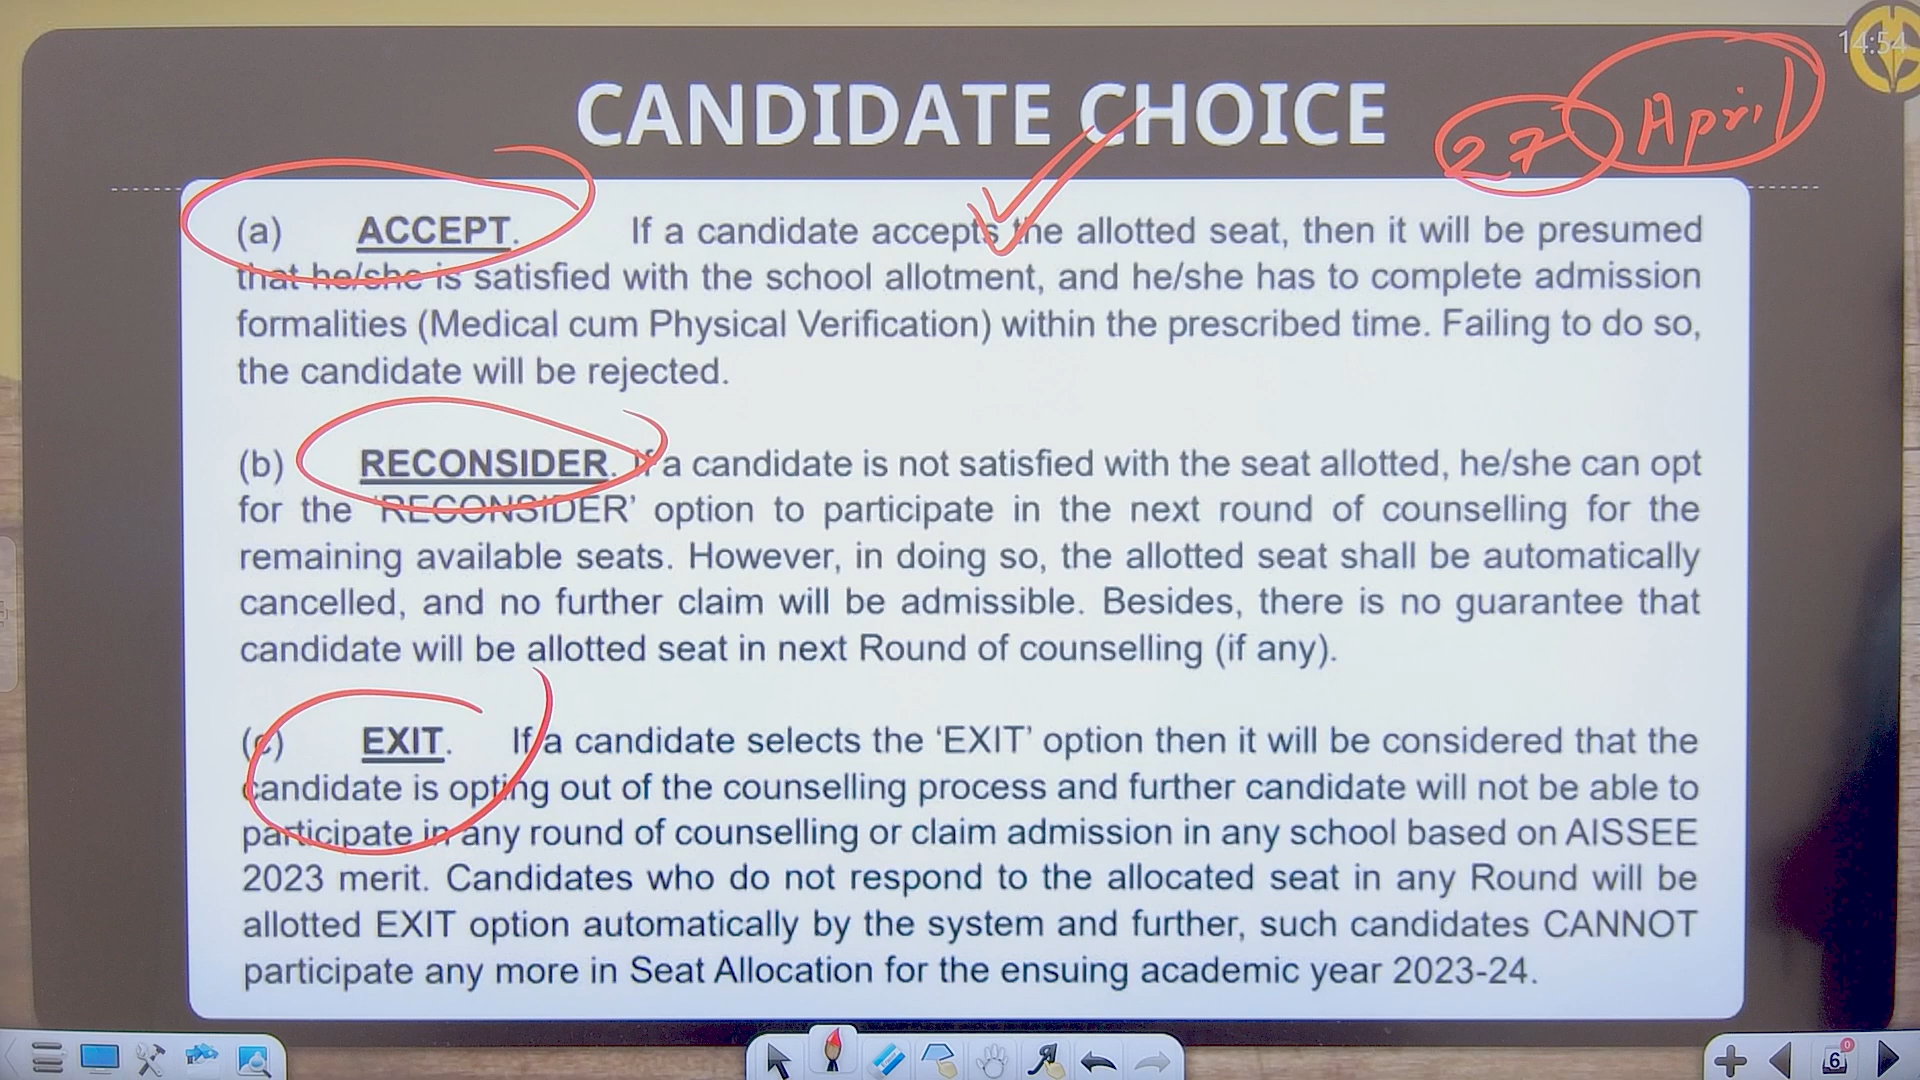 14:54
CANDIDATE CHOICE
27 April
(a) ACCEPT. If a candidate accepts the allotted seat, then it will be presumed
that he/she is satisfied with the school allotment, and he/she has to complete admission
formalities (Medical cum Physical Verification) within the prescribed time. Failing to do so,
the candidate will be rejected.
(b) RECONSIDER. If a candidate is not satisfied with the seat allotted, he/she can opt
for the ‘RECONSIDER’ option to participate in the next round of counselling for the
remaining available seats. However, in doing so, the allotted seat shall be automatically
cancelled, and no further claim will be admissible. Besides, there is no guarantee that
candidate will be allotted seat in next Round of counselling (if any).
(c) EXIT. If a candidate selects the ‘EXIT’ option then it will be considered that the
candidate is opting out of the counselling process and further candidate will not be able to
participate in any round of counselling or claim admission in any school based on AISSEE
2023 merit. Candidates who do not respond to the allocated seat in any Round will be
allotted EXIT option automatically by the system and further, such candidates CANNOT
participate any more in Seat Allocation for the ensuing academic year 2023-24.
6
0